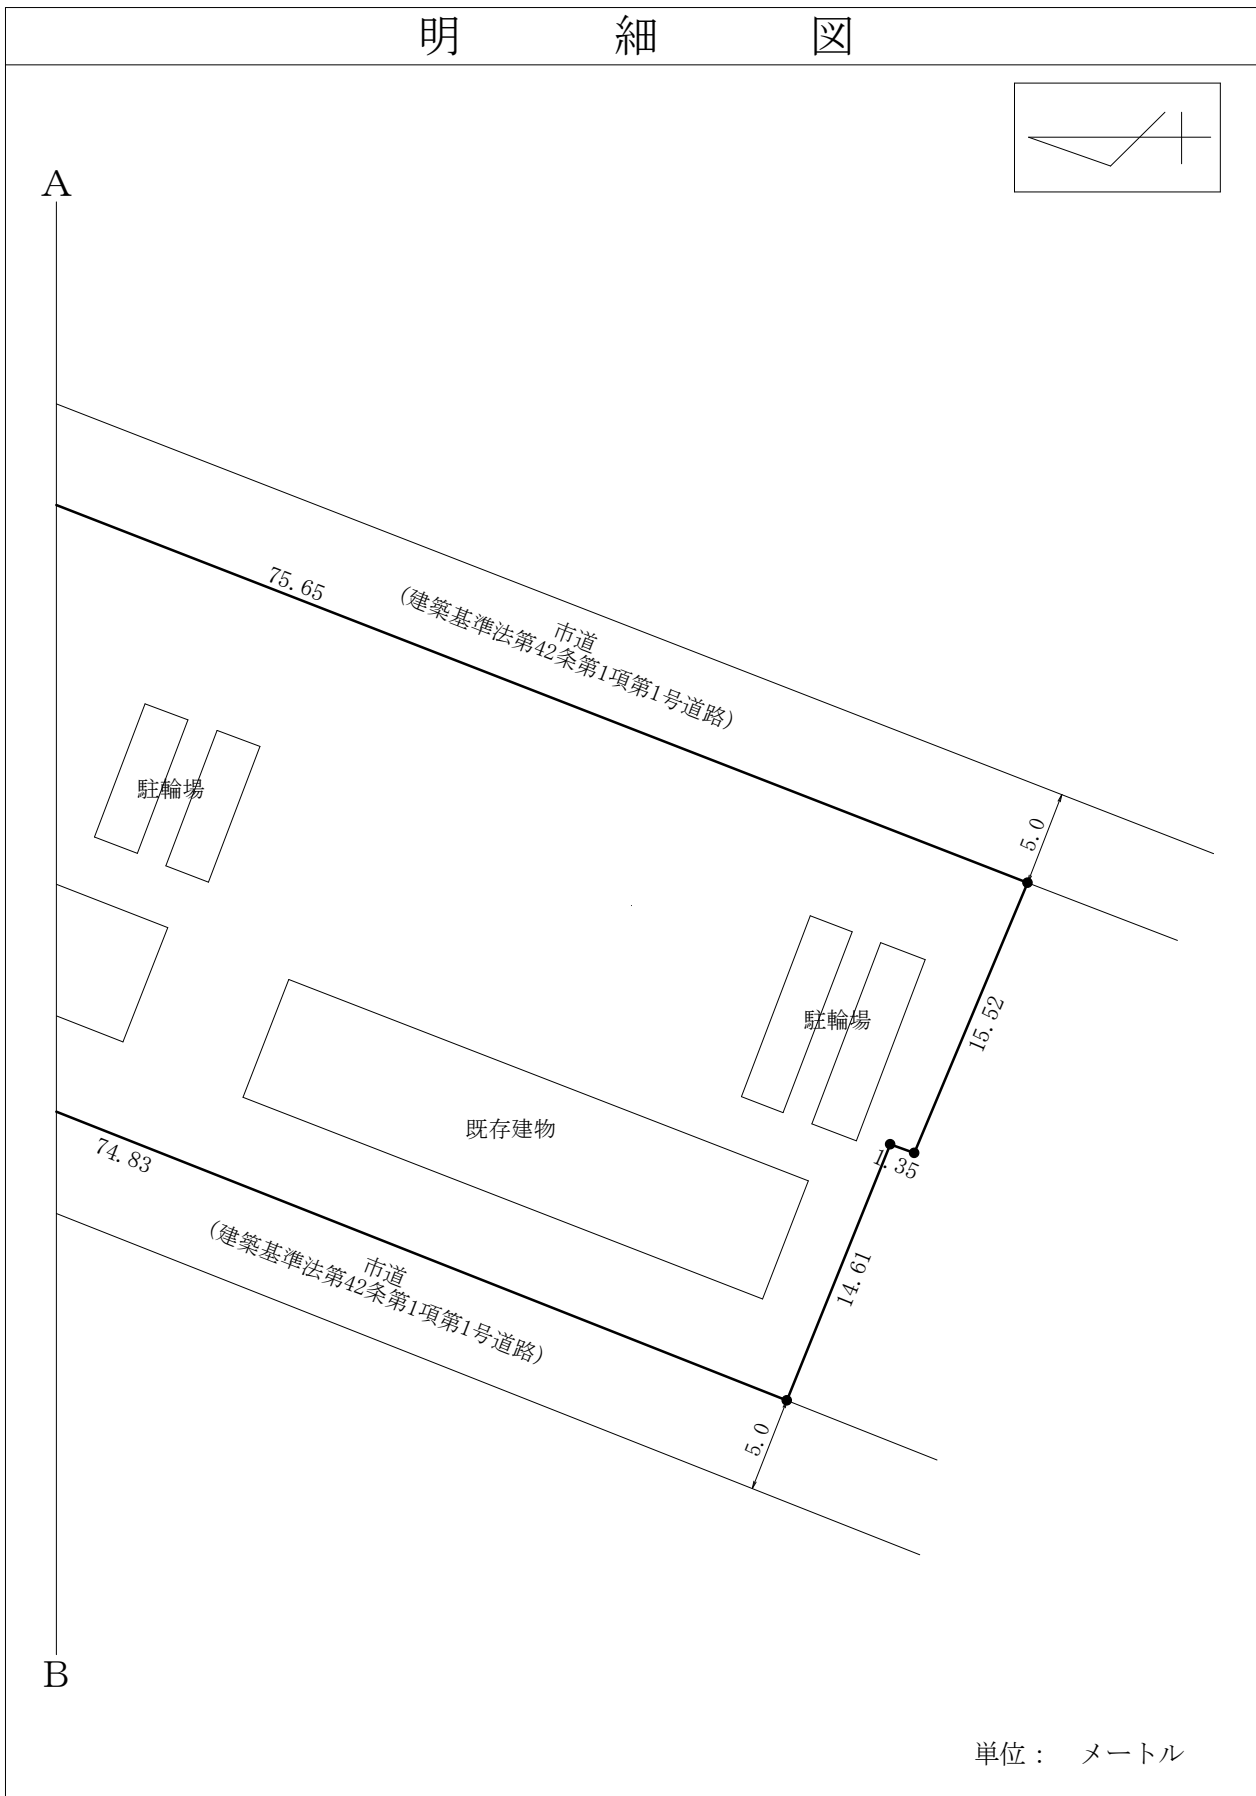 明細図
A
75.65
市道
(建築基準法第42条第1項第1号道路)
駐輪場
5.0
駐輪場
15.52
既存建物
1.35
74.83
市道
(建築基準法第42条第1項第1号道路)
14.61
5.0
B
単位： メートル